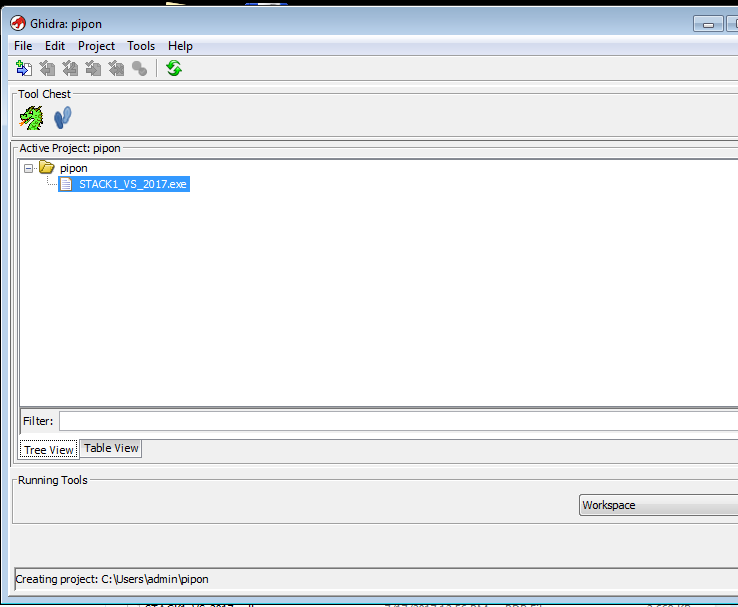 Ghidra: pipon
File Edit Project Tools Help
Tool Chest
Active Project: pipon
pipon
STACK1_VS_2017.exe
Filter:
Tree View Table View
Running Tools
Workspace
Creating project: C:\Users\admin\pipon